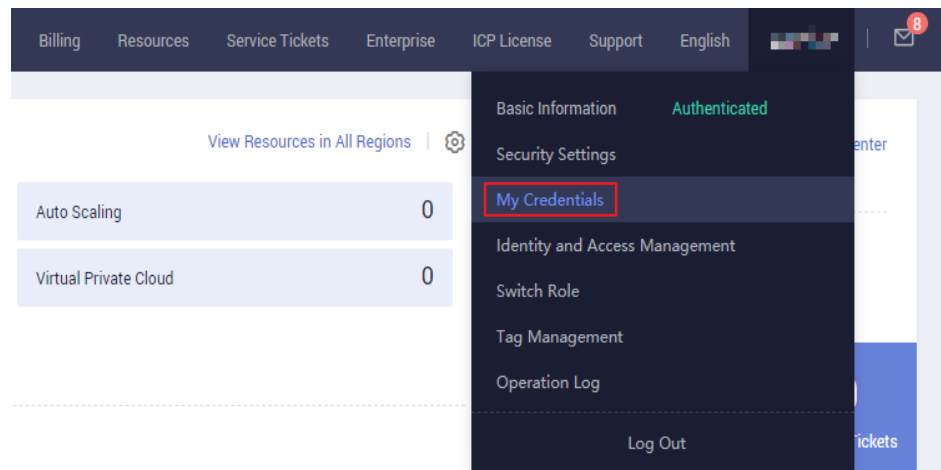 Billing Resources Service Tickets Enterprise ICP License Support English 8
Basic Information Authenticated
View Resources in All Regions enter
Security Settings
My Credentials
Auto Scaling 0
Identity and Access Management
Virtual Private Cloud 0
Switch Role
Tag Management
Operation Log
Log Out
ickets